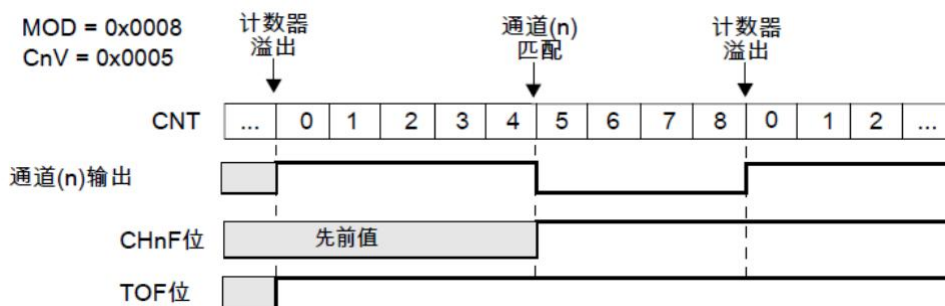 MOD = 0x0008
CnV = 0x0005
计数器
溢出
通道(n)
匹配
计数器
溢出
CNT ... 0 1 2 3 4 5 6 7 8 0 1 2 ...
通道(n)输出
CHnF位 先前值
TOF位